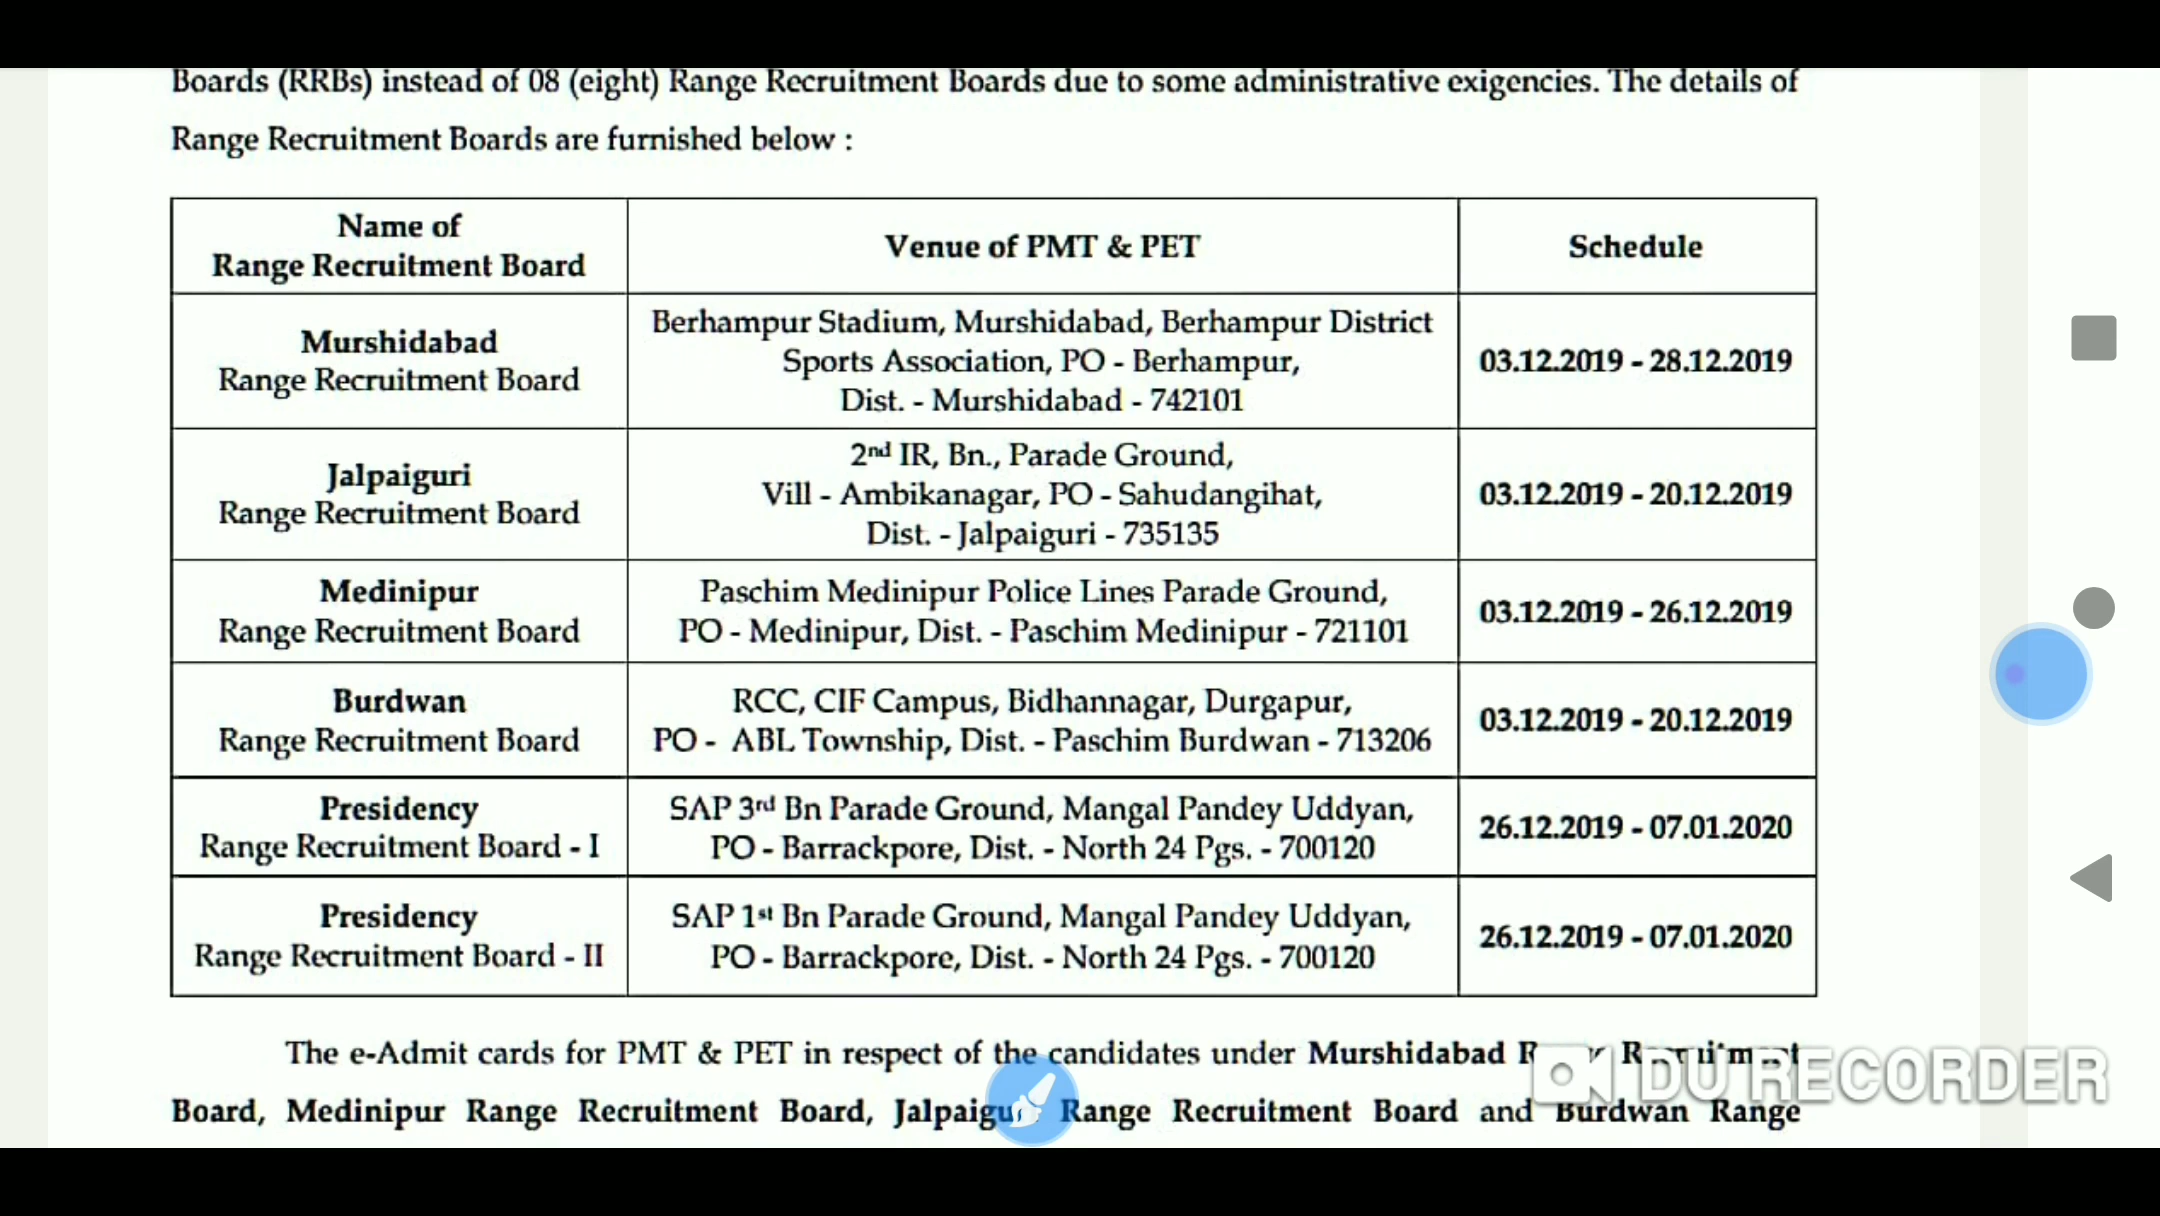 Boards (RRBs) instead of 08 (eight) Range Recruitment Boards due to some administrative exigencies. The details of
Range Recruitment Boards are furnished below :
Name of
Range Recruitment Board
Venue of PMT & PET
Schedule
Murshidabad
Range Recruitment Board
Berhampur Stadium, Murshidabad, Berhampur District
Sports Association, PO - Berhampur,
Dist. - Murshidabad - 742101
03.12.2019 - 28.12.2019
Jalpaiguri
Range Recruitment Board
2nd IR, Bn., Parade Ground,
Vill - Ambikanagar, PO - Sahudangihat,
Dist. - Jalpaiguri - 735135
03.12.2019 - 20.12.2019
Medinipur
Range Recruitment Board
Paschim Medinipur Police Lines Parade Ground,
PO - Medinipur, Dist. - Paschim Medinipur - 721101
03.12.2019 - 26.12.2019
Burdwan
Range Recruitment Board
RCC, CIF Campus, Bidhannagar, Durgapur,
PO - ABL Township, Dist. - Paschim Burdwan - 713206
03.12.2019 - 20.12.2019
Presidency
Range Recruitment Board - I
SAP 3rd Bn Parade Ground, Mangal Pandey Uddyan,
PO - Barrackpore, Dist. - North 24 Pgs. - 700120
26.12.2019 - 07.01.2020
Presidency
Range Recruitment Board - II
SAP 1st Bn Parade Ground, Mangal Pandey Uddyan,
PO - Barrackpore, Dist. - North 24 Pgs. - 700120
26.12.2019 - 07.01.2020
The e-Admit cards for PMT & PET in respect of the candidates under Murshidabad Range Recruitment
Board, Medinipur Range Recruitment Board, Jalpaiguri Range Recruitment Board and Burdwan Range
DU RECORDER